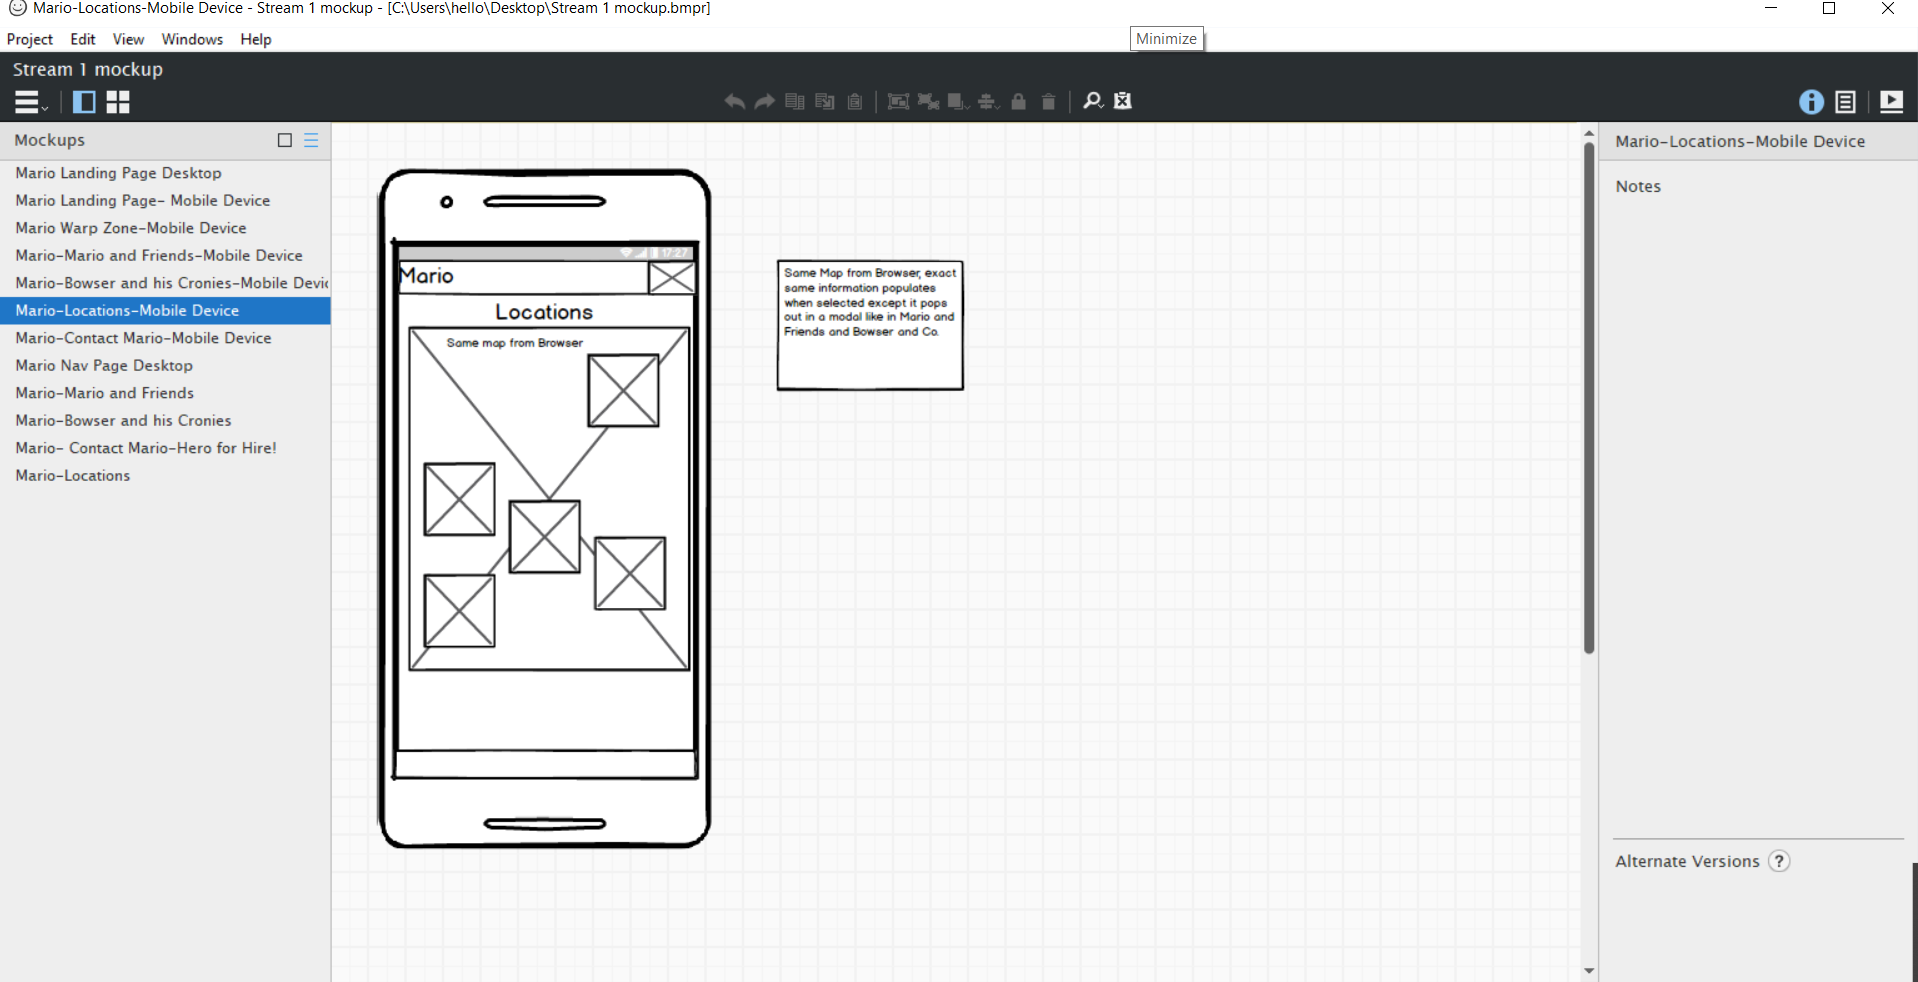 Mario-Locations-Mobile Device - Stream 1 mockup - [C:\Users\hello\Desktop\Stream 1 mockup.bmpr]
Project Edit View Windows Help
Minimize
Stream 1 mockup
Mockups
Mario Landing Page Desktop
Mario Landing Page- Mobile Device
Mario Warp Zone-Mobile Device
Mario-Mario and Friends-Mobile Device
Mario-Bowser and his Cronies-Mobile Devic
Mario-Locations-Mobile Device
Mario-Contact Mario-Mobile Device
Mario Nav Page Desktop
Mario-Mario and Friends
Mario-Bowser and his Cronies
Mario- Contact Mario-Hero for Hire!
Mario-Locations
17:27
Mario
Locations
Same map from Browser
Same Map from Browser, exact
same information populates
when selected except it pops
out in a modal like in Mario and
Friends and Bowser and Co.
Mario-Locations-Mobile Device
Notes
Alternate Versions ?